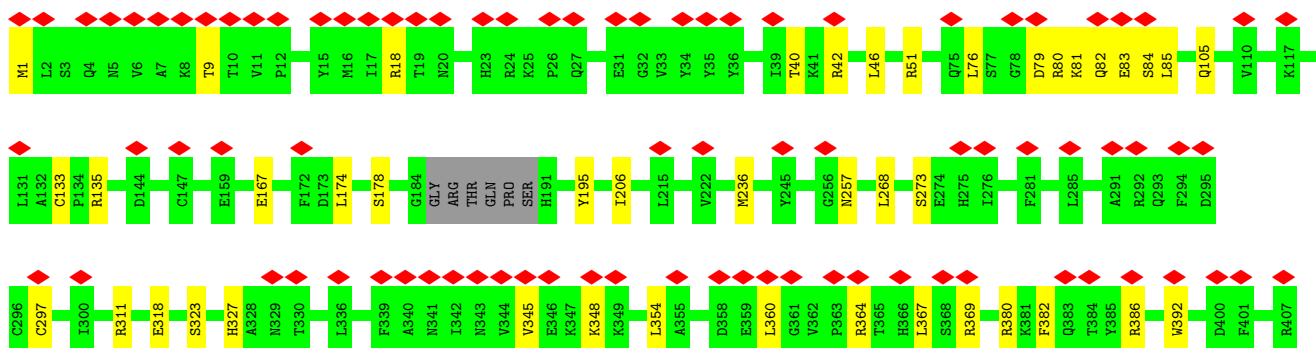 M1 L2 S3 Q4 N5 V6 A7 K8 T9 T10 V11 P12 Y15 M16 I17 R18 T19 N20 H23 R24 K25 P26 Q27 E31 G32 V33 Y34 Y35 Y36 I39 T40 K41 R42 L46 R51 Q75 L76 S77 G78 D79 R80 K81 Q82 E83 S84 L85 Q105 V110 K117
L131 A132 C133 P134 R135 D144 C147 E159 E167 F172 D173 L174 S178 G184 GLY ARG THR GLN PRO SER H191 Y195 I206 L215 V222 M236 Y245 G256 N257 L268 S273 E274 H275 I276 F281 L285 A291 R292 Q293 F294 D295
C296 C297 I300 R311 E318 S323 H327 A328 N329 T330 L336 F339 A340 N341 I342 N343 V344 V345 E346 K347 K348 K349 L354 A355 D358 E359 L360 G361 V362 P363 R364 T365 H366 L367 S368 R369 R380 K381 F382 Q383 T384 Y385 R386 W392 D400 F401 R407